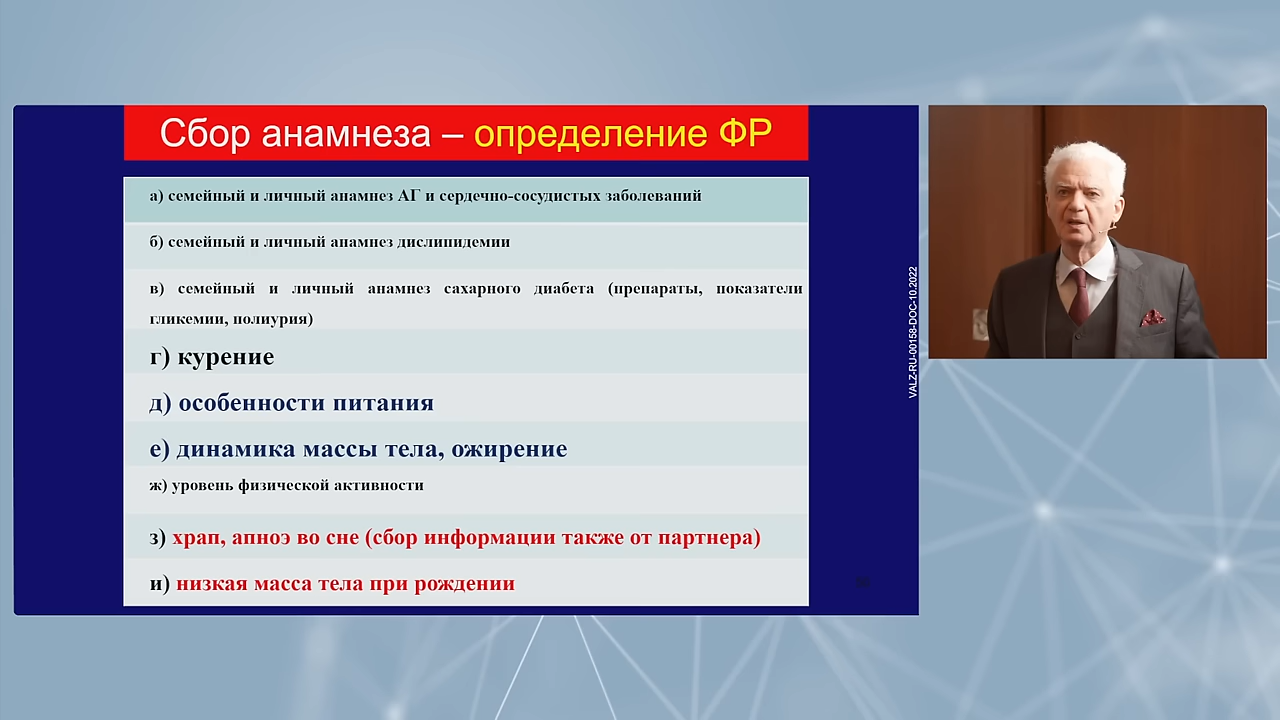 Сбор анамнеза – определение ФР
а) семейный и личный анамнез АГ и сердечно-сосудистых заболеваний
б) семейный и личный анамнез дислипидемии
в) семейный и личный анамнез сахарного диабета (препараты, показатели
гликемии, полиурия)
г) курение
д) особенности питания
е) динамика массы тела, ожирение
ж) уровень физической активности
з) храп, апноэ во сне (сбор информации также от партнера)
и) низкая масса тела при рождении
VALZ-RU-00158-DOC-10.2022